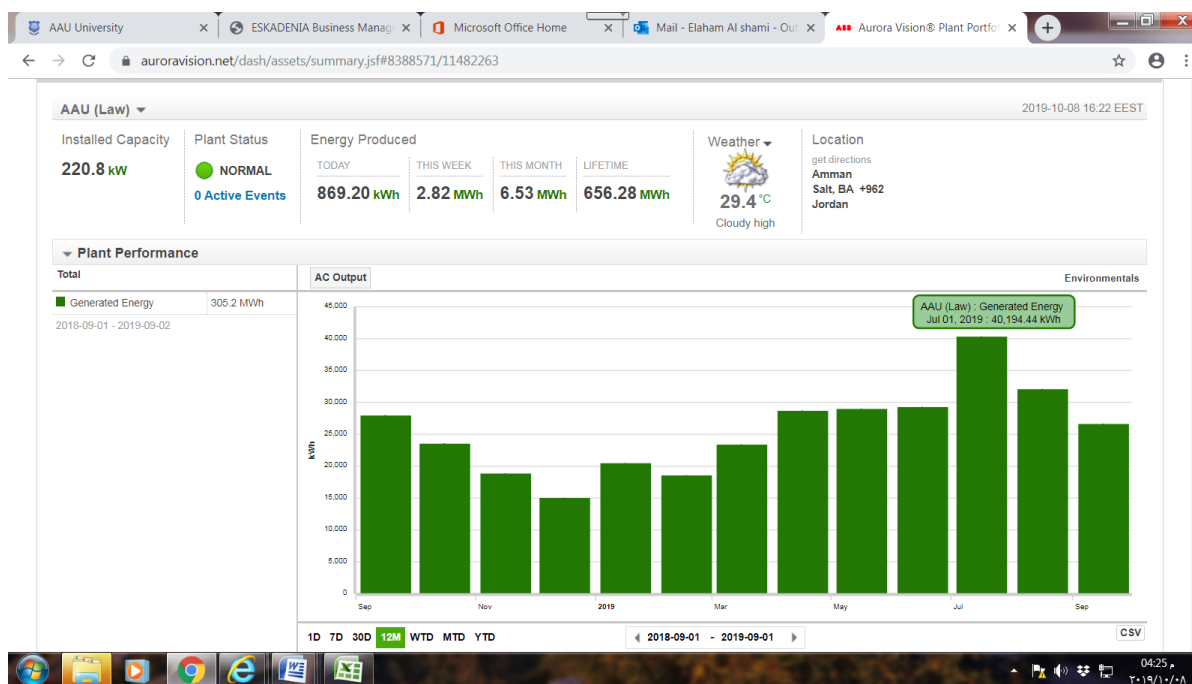 AAU University
ESKADENIA Business Manag
Microsoft Office Home
Mail - Elaham Al shami - Out
ABB Aurora Vision® Plant Portfol
auroravision.net/dash/assets/summary.jsf#8388571/11482263
AAU (Law)
2019-10-08 16:22 EEST
Installed Capacity
220.8 kW
Plant Status
NORMAL
0 Active Events
Energy Produced
TODAY THIS WEEK THIS MONTH LIFETIME
869.20 kWh 2.82 MWh 6.53 MWh 656.28 MWh
Weather
29.4 °C
Cloudy high
Location
get directions
Amman
Salt, BA +962
Jordan
Plant Performance
Total
Generated Energy 305.2 MWh
2018-09-01 - 2019-09-02
AC Output
Environmentals
AAU (Law) : Generated Energy
Jul 01, 2019 : 40,194.44 kWh
kWh
45,000
40,000
35,000
30,000
25,000
20,000
15,000
10,000
5,000
0
Sep Nov 2019 Mar May Jul Sep
1D 7D 30D 12M WTD MTD YTD
2018-09-01 - 2019-09-01
CSV
04:25 م
٢٠١٩/١٠/٠٨